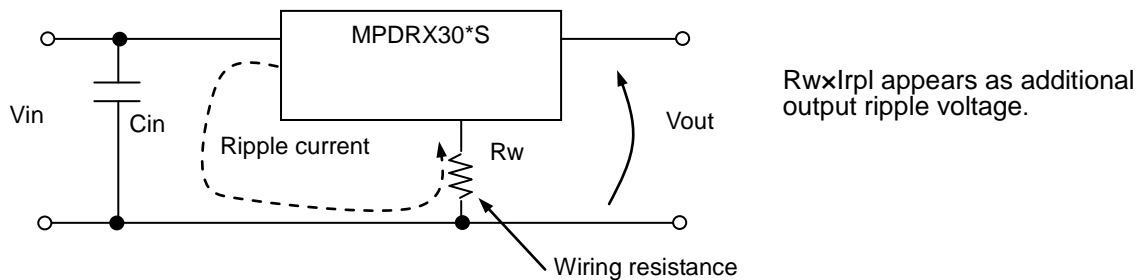 MPDRX30*S
Rw×Irpl appears as additional
output ripple voltage.
Vin
Cin
Vout
Ripple current
Rw
Wiring resistance